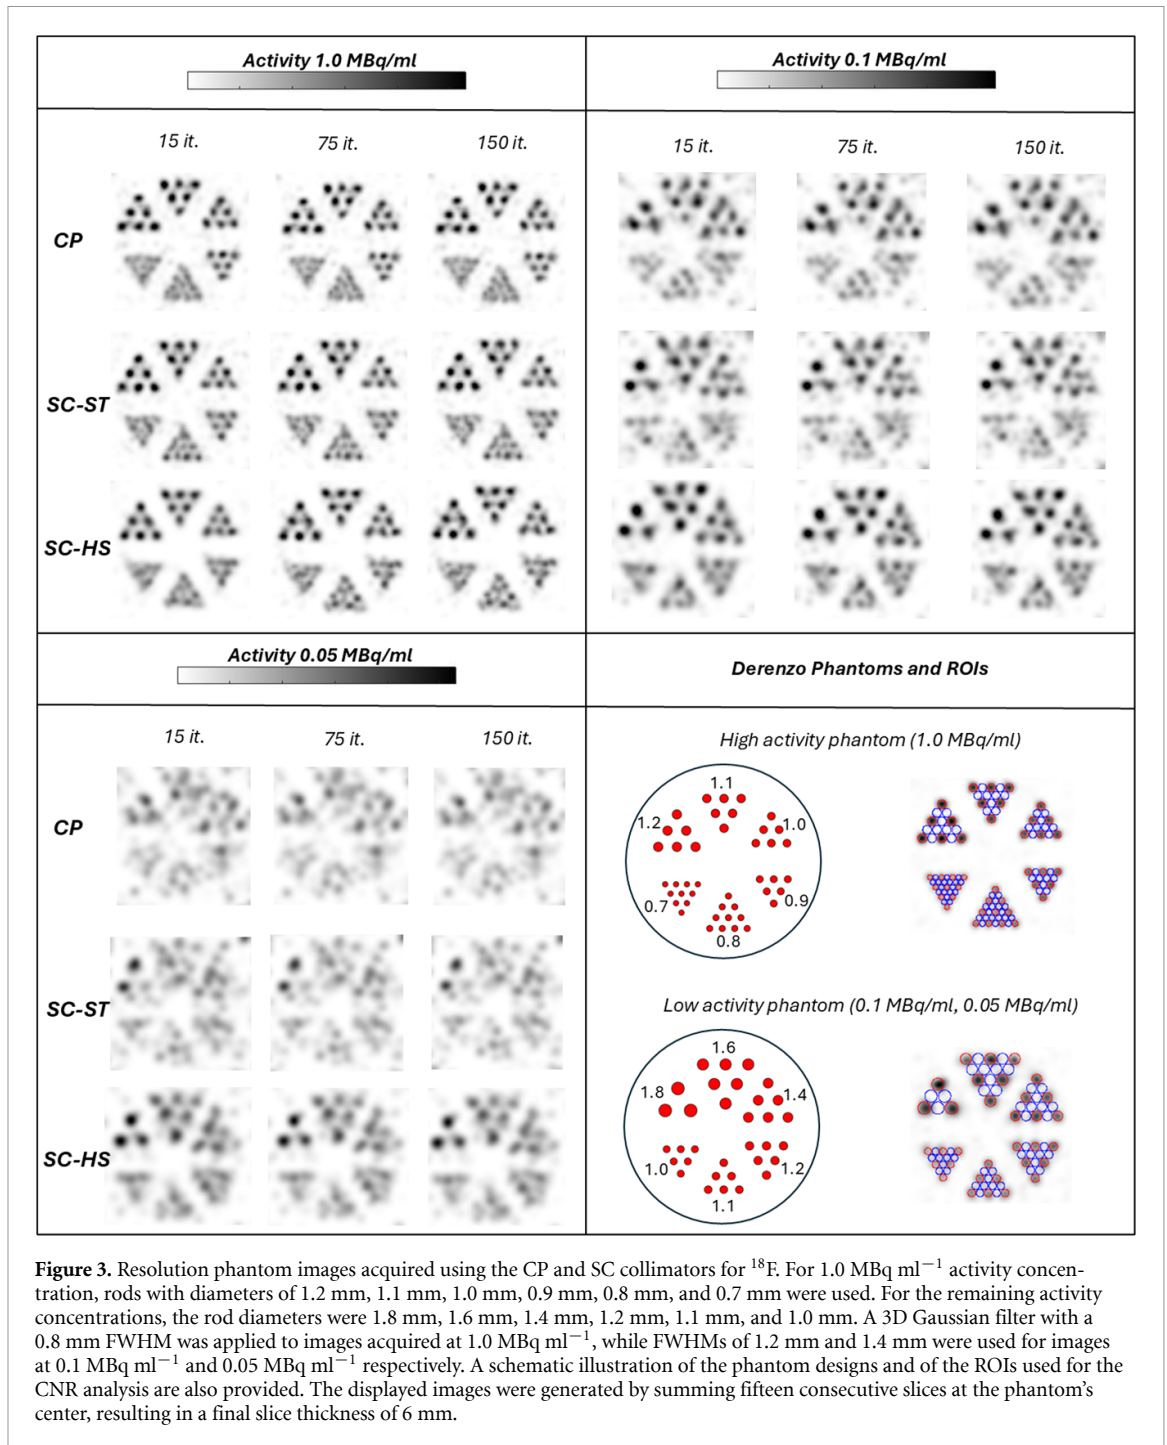 Activity 1.0 MBq/ml
15 it. 75 it. 150 it.
CP
SC-ST
SC-HS
Activity 0.1 MBq/ml
15 it. 75 it. 150 it.
Activity 0.05 MBq/ml
15 it. 75 it. 150 it.
CP
SC-ST
SC-HS
Derenzo Phantoms and ROIs
High activity phantom (1.0 MBq/ml)
1.1
1.2 1.0
0.7 0.9
0.8
Low activity phantom (0.1 MBq/ml, 0.05 MBq/ml)
1.6
1.8 1.4
1.0 1.2
1.1
Figure 3. Resolution phantom images acquired using the CP and SC collimators for ¹⁸F. For 1.0 MBq ml⁻¹ activity concen-
tration, rods with diameters of 1.2 mm, 1.1 mm, 1.0 mm, 0.9 mm, 0.8 mm, and 0.7 mm were used. For the remaining activity
concentrations, the rod diameters were 1.8 mm, 1.6 mm, 1.4 mm, 1.2 mm, 1.1 mm, and 1.0 mm. A 3D Gaussian filter with a
0.8 mm FWHM was applied to images acquired at 1.0 MBq ml⁻¹, while FWHMs of 1.2 mm and 1.4 mm were used for images
at 0.1 MBq ml⁻¹ and 0.05 MBq ml⁻¹ respectively. A schematic illustration of the phantom designs and of the ROIs used for the
CNR analysis are also provided. The displayed images were generated by summing fifteen consecutive slices at the phantom's
center, resulting in a final slice thickness of 6 mm.